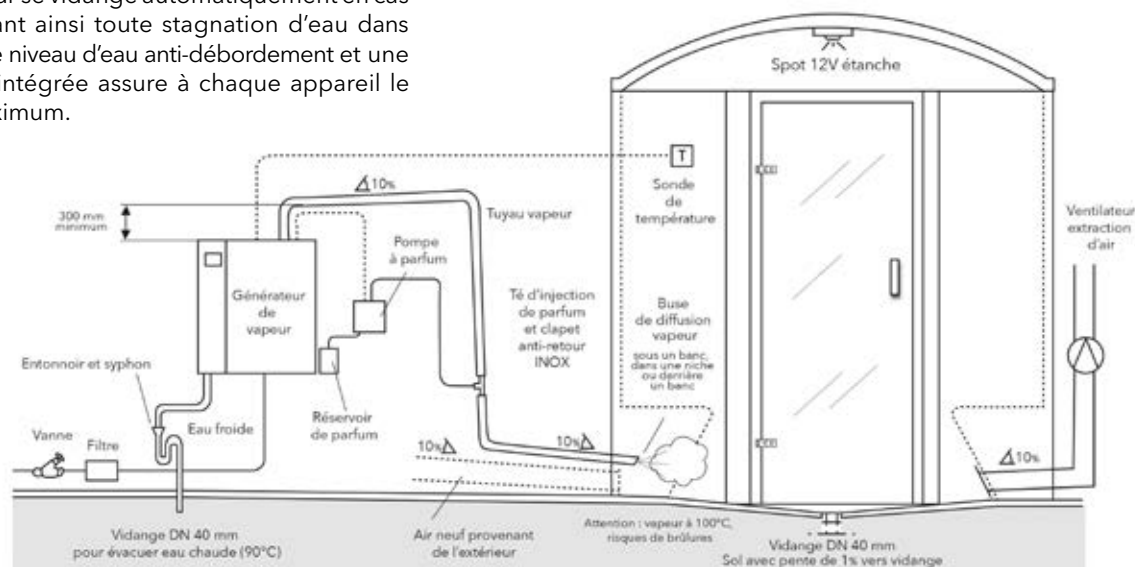 ur se vidange automatiquement en cas
ant ainsi toute stagnation d’eau dans
e niveau d’eau anti-débordement et une
intégrée assure à chaque appareil le
ximum.
Spot 12V étanche
T
Sonde
de
température
10%
300 mm
minimum
Tuyau vapeur
Ventilateur
extraction
d'air
Pompe
à parfum
Générateur
de
vapeur
Té d'injection
de parfum
et clapet
anti-retour
INOX
Buse
de diffusion
vapeur
sous un banc,
dans une niche
ou derrière
un banc
Entonnoir et syphon
Réservoir
de parfum
Eau froide
Vanne
Filtre
10%
10%
10%
Vidange DN 40 mm
pour évacuer eau chaude (90°C)
Air neuf provenant
de l'extérieur
Attention : vapeur à 100°C,
risques de brûlures
Vidange DN 40 mm
Sol avec pente de 1% vers vidange